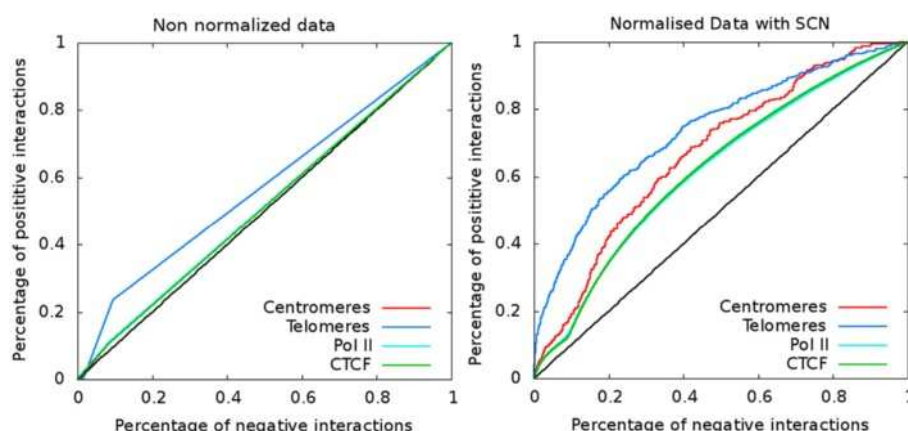 Non normalized data
Percentage of posititive interactions
1
0.8
0.6
0.4
0.2
0
Centromeres
Telomeres
Pol II
CTCF
0 0.2 0.4 0.6 0.8 1
Percentage of negative interactions
Normalised Data with SCN
Percentage of positive interactions
1
0.8
0.6
0.4
0.2
0
Centromeres
Telomeres
Pol II
CTCF
0 0.2 0.4 0.6 0.8 1
Percentage of negative interactions